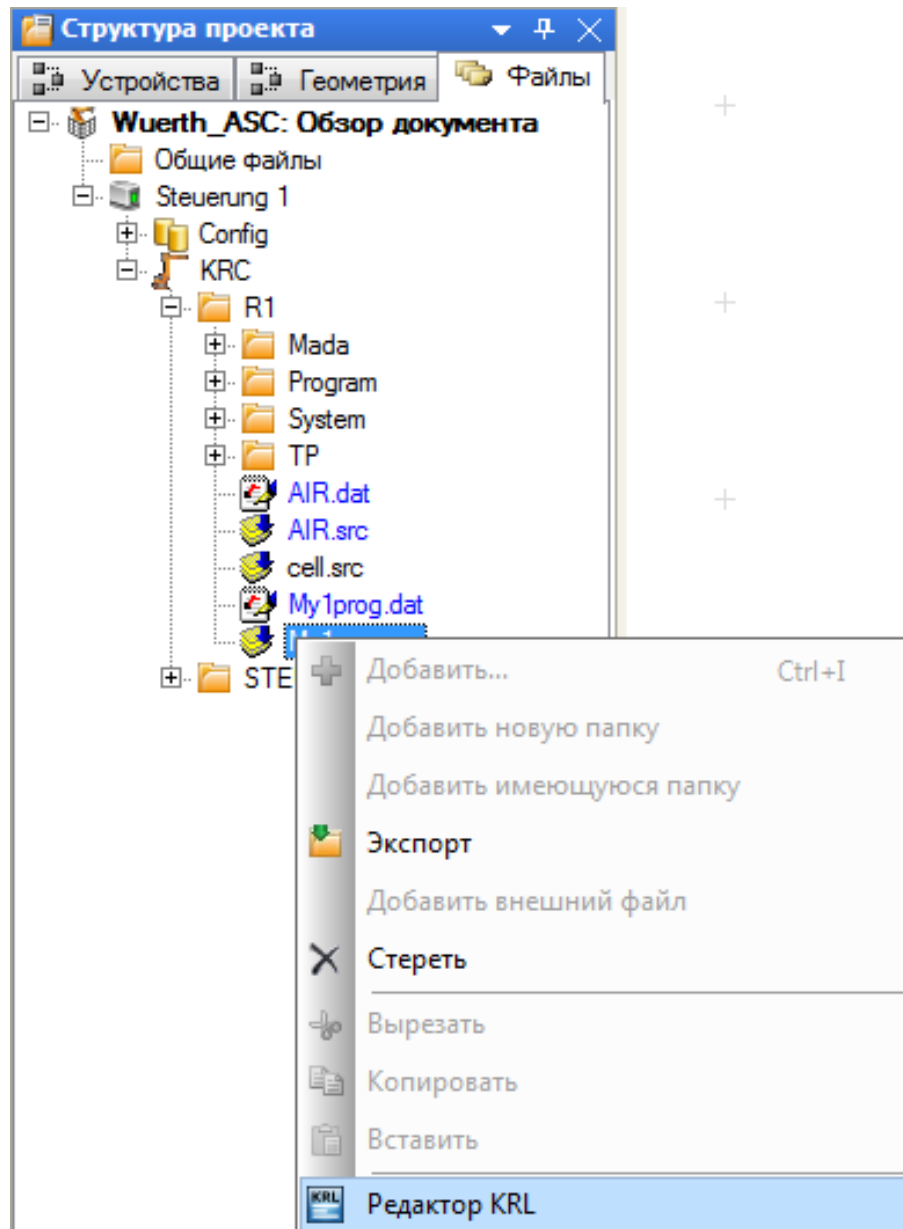 Структура проекта
Устройства Геометрия Файлы
Wuerth_ASC: Обзор документа
Общие файлы
Steuerung 1
Config
KRC
R1
Mada
Program
System
TP
AIR.dat
AIR.src
cell.src
My1prog.dat
STE
Добавить... Ctrl+I
Добавить новую папку
Добавить имеющуюся папку
Экспорт
Добавить внешний файл
Стереть
Вырезать
Копировать
Вставить
KRL Редактор KRL